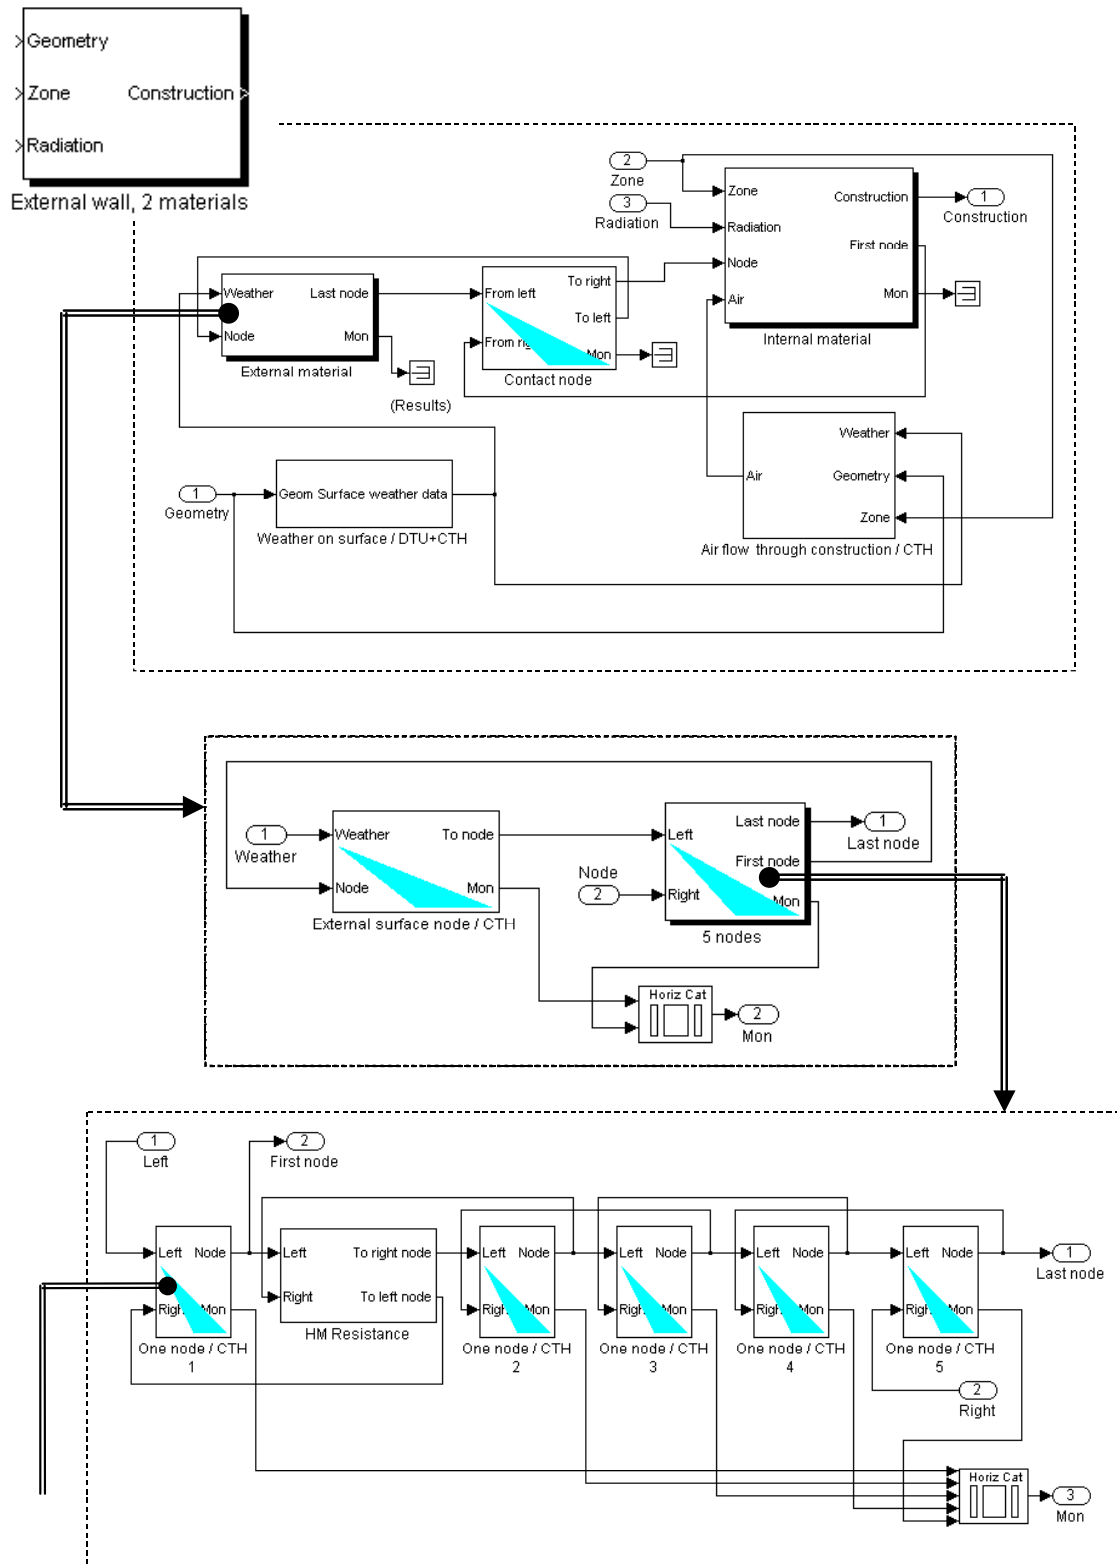 Geometry
Zone Construction
Radiation
External wall, 2 materials
2
Zone
3
Radiation
Zone
Radiation
Node
Air
Construction
First node
Mon
Internal material
1
Construction
Weather Last node
Node Mon
External material
(Results)
From left To right
To left
Mon
Contact node
Weather
Air Geometry
Zone
Air flow through construction / CTH
1
Geometry
Geom Surface weather data
Weather on surface / DTU+CTH
1
Weather
Weather To node
Node Mon
External surface node / CTH
Node
2
Left Last node
First node
Right Mon
5 nodes
1
Last node
Horiz Cat
2
Mon
1
Left
2
First node
Left Node
Mon
One node / CTH
1
Left To right node
Right To left node
HM Resistance
Left Node
Mon
One node / CTH
2
Left Node
Mon
One node / CTH
3
Left Node
Mon
One node / CTH
4
Left Node
Mon
One node / CTH
5
1
Last node
2
Right
Horiz Cat
3
Mon